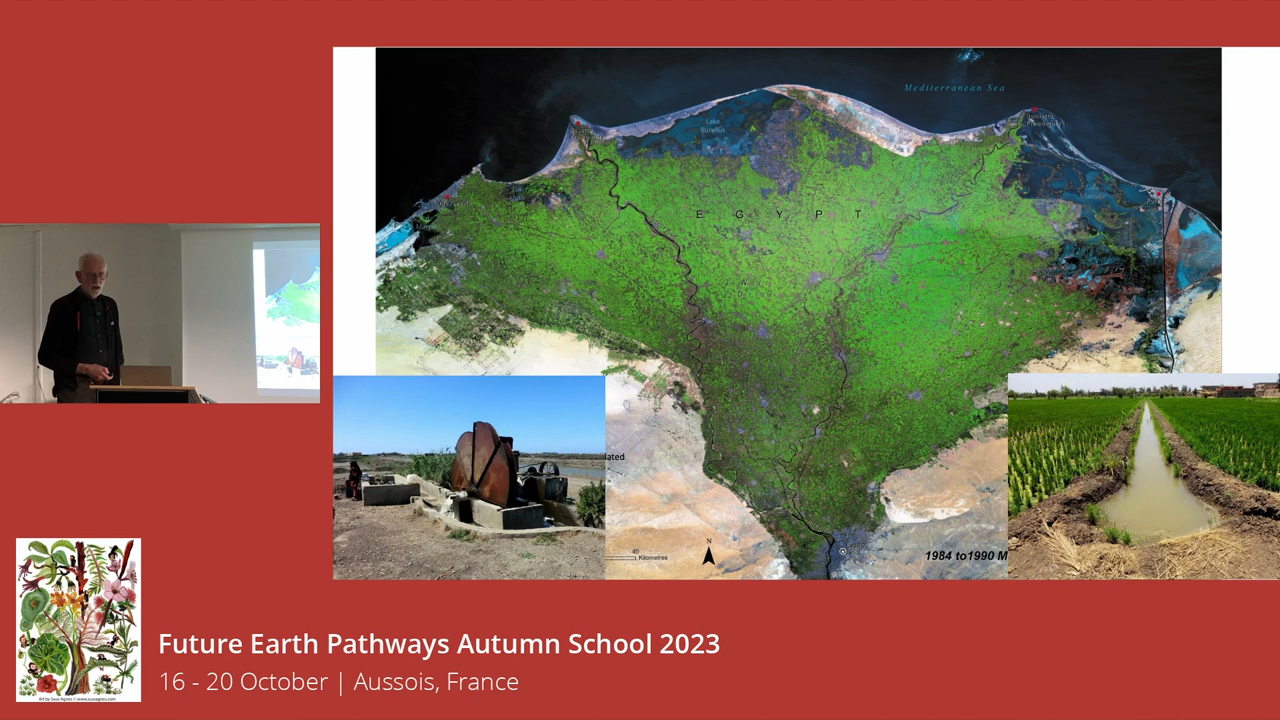 Mediterranean Sea
Lake
Burullus
E G Y P T
lated
40
Kilometres
N
1984 to1990 M
Future Earth Pathways Autumn School 2023
16 - 20 October | Aussois, France